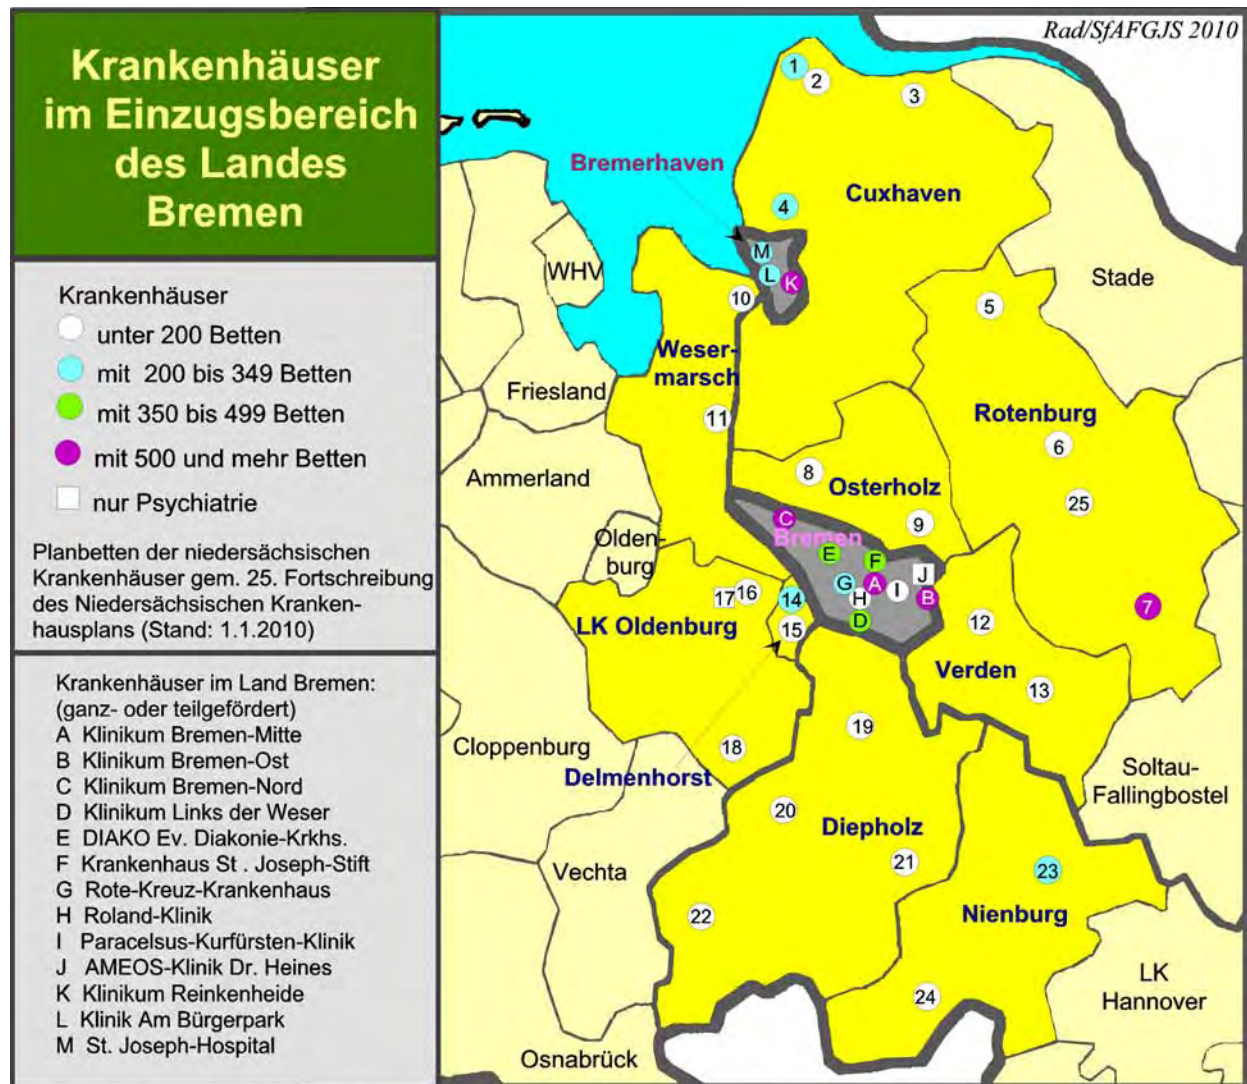 Krankenhäuser
im Einzugsbereich
des Landes
Bremen
Krankenhäuser
unter 200 Betten
mit 200 bis 349 Betten
mit 350 bis 499 Betten
mit 500 und mehr Betten
nur Psychiatrie
Planbetten der niedersächsischen
Krankenhäuser gem. 25. Fortschreibung
des Niedersächsischen Kranken-
hausplans (Stand: 1.1.2010)
Krankenhäuser im Land Bremen:
(ganz- oder teilgefördert)
A Klinikum Bremen-Mitte
B Klinikum Bremen-Ost
C Klinikum Bremen-Nord
D Klinikum Links der Weser
E DIAKO Ev. Diakonie-Krkhs.
F Krankenhaus St . Joseph-Stift
G Rote-Kreuz-Krankenhaus
H Roland-Klinik
I Paracelsus-Kurfürsten-Klinik
J AMEOS-Klinik Dr. Heines
K Klinikum Reinkenheide
L Klinik Am Bürgerpark
M St. Joseph-Hospital
Rad/SfAFGJS 2010
1
2
3
Bremerhaven
Cuxhaven
4
M
L
K
WHV
Stade
10
5
Weser-
marsch
Friesland
11
Rotenburg
6
8
Ammerland
Osterholz
25
C
9
Bremen
Olden-
burg
E
F
J
G
A
I
H
B
D
17
16
14
15
7
LK Oldenburg
12
Verden
13
19
18
Cloppenburg
Delmenhorst
Soltau-
Fallingbostel
20
Diepholz
21
Vechta
23
22
Nienburg
LK
Hannover
24
Osnabrück